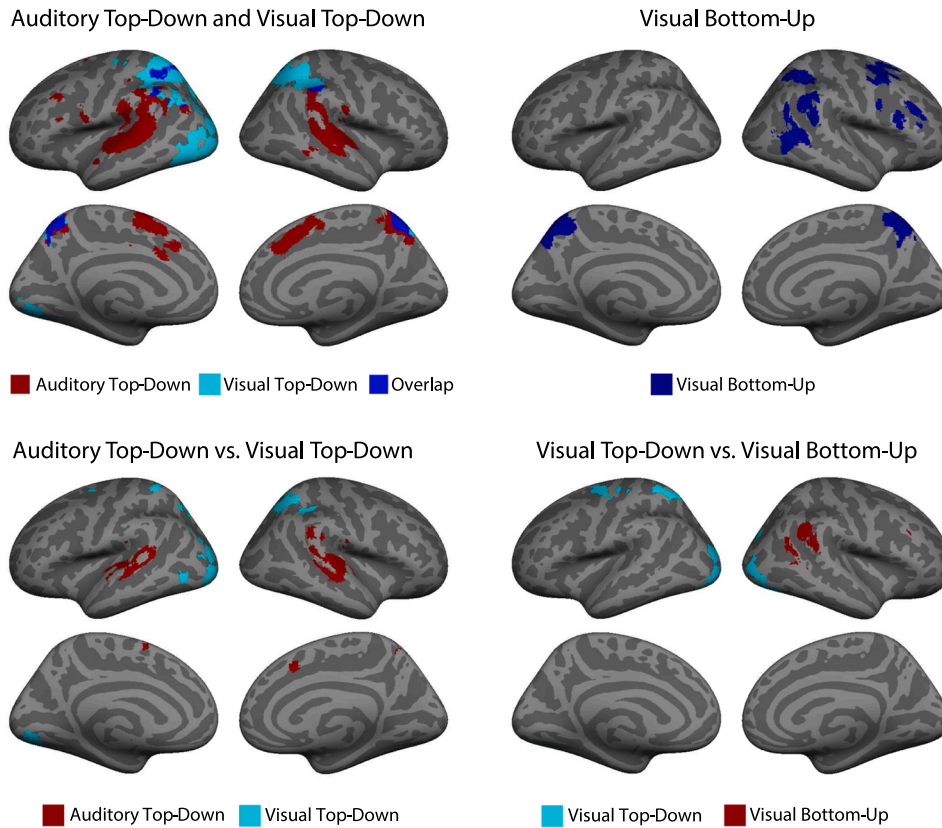 Auditory Top-Down and Visual Top-Down
Visual Bottom-Up
Auditory Top-Down Visual Top-Down Overlap
Visual Bottom-Up
Auditory Top-Down vs. Visual Top-Down
Visual Top-Down vs. Visual Bottom-Up
Auditory Top-Down Visual Top-Down
Visual Top-Down Visual Bottom-Up